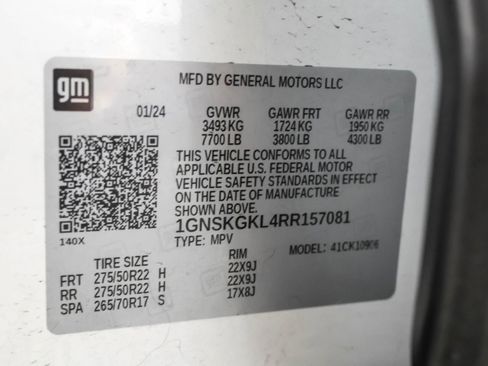 gm
MFD BY GENERAL MOTORS LLC
01/24 GVWR GAWR FRT GAWR RR
3493 KG 1724 KG 1950 KG
7700 LB 3800 LB 4300 LB
THIS VEHICLE CONFORMS TO ALL
APPLICABLE U.S. FEDERAL MOTOR
VEHICLE SAFETY STANDARDS IN EFFECT
ON THE DATE OF MANUFACTURE
SHOWN ABOVE.
1GNSKGKL4RR157081
140X TYPE: MPV MODEL: 41CK10906
TIRE SIZE RIM
FRT 275/50R22 H 22X9J
RR 275/50R22 H 22X9J
SPA 265/70R17 S 17X8J